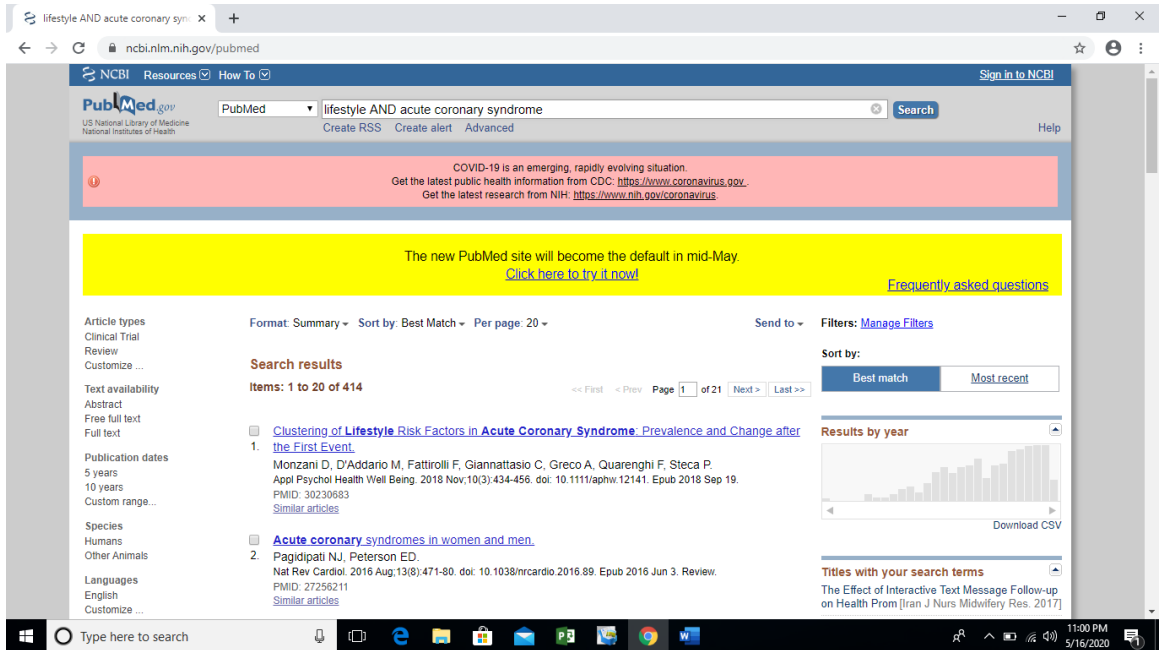 lifestyle AND acute coronary syn
ncbi.nlm.nih.gov/pubmed
NCBI Resources How To Sign in to NCBI
PubMed.gov
US National Library of Medicine
National Institutes of Health
PubMed lifestyle AND acute coronary syndrome Search
Create RSS Create alert Advanced Help
COVID-19 is an emerging, rapidly evolving situation.
Get the latest public health information from CDC: https://www.coronavirus.gov .
Get the latest research from NIH: https://www.nih.gov/coronavirus.
The new PubMed site will become the default in mid-May.
Click here to try it now!
Frequently asked questions
Article types
Clinical Trial
Review
Customize ...
Text availability
Abstract
Free full text
Full text
Publication dates
5 years
10 years
Custom range...
Species
Humans
Other Animals
Languages
English
Customize ...
Format: Summary Sort by: Best Match Per page: 20 Send to
Search results
Items: 1 to 20 of 414
<< First < Prev Page 1 of 21 Next > Last >>
Clustering of Lifestyle Risk Factors in Acute Coronary Syndrome: Prevalence and Change after
1. the First Event.
Monzani D, D'Addario M, Fattirolli F, Giannattasio C, Greco A, Quarenghi F, Steca P.
Appl Psychol Health Well Being. 2018 Nov;10(3):434-456. doi: 10.1111/aphw.12141. Epub 2018 Sep 19.
PMID: 30230683
Similar articles
Acute coronary syndromes in women and men.
2. Pagidipati NJ, Peterson ED.
Nat Rev Cardiol. 2016 Aug;13(8):471-80. doi: 10.1038/nrcardio.2016.89. Epub 2016 Jun 3. Review.
PMID: 27256211
Similar articles
Filters: Manage Filters
Sort by:
Best match Most recent
Results by year
Download CSV
Titles with your search terms
The Effect of Interactive Text Message Follow-up
on Health Prom [Iran J Nurs Midwifery Res. 2017]
Type here to search
11:00 PM
5/16/2020